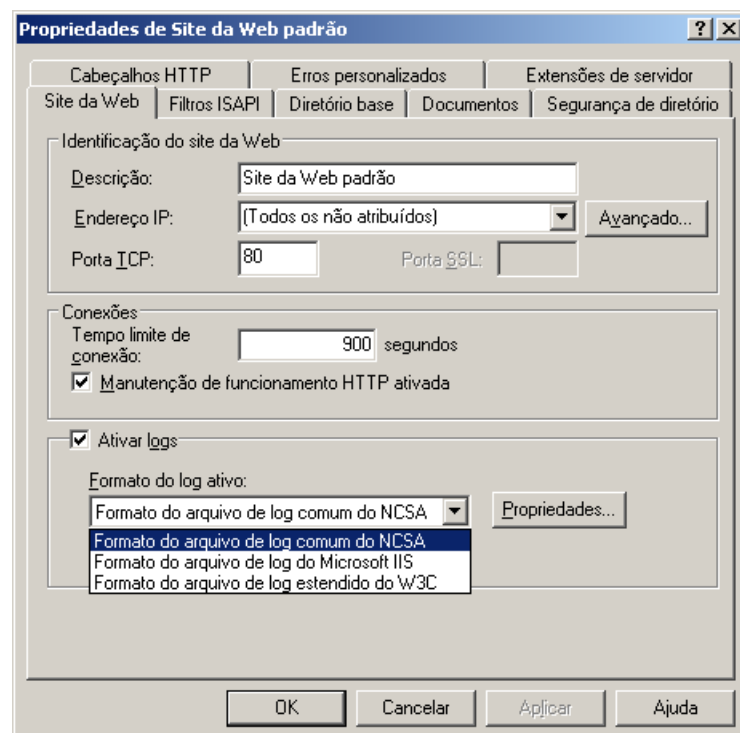 Propriedades de Site da Web padrão
Cabeçalhos HTTP Erros personalizados Extensões de servidor
Site da Web Filtros ISAPI Diretório base Documentos Segurança de diretório
Identificação do site da Web
Descrição: Site da Web padrão
Endereço IP: (Todos os não atribuídos) Avançado...
Porta TCP: 80 Porta SSL:
Conexões
Tempo limite de
conexão: 900 segundos
Manutenção de funcionamento HTTP ativada
Ativar logs
Formato do log ativo:
Formato do arquivo de log comum do NCSA Propriedades...
Formato do arquivo de log comum do NCSA
Formato do arquivo de log do Microsoft IIS
Formato do arquivo de log estendido do W3C
OK Cancelar Aplicar Ajuda